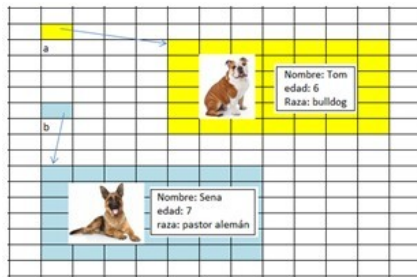 a
Nombre: Tom
edad: 6
Raza: bulldog
b
Nombre: Sena
edad: 7
raza: pastor alemán